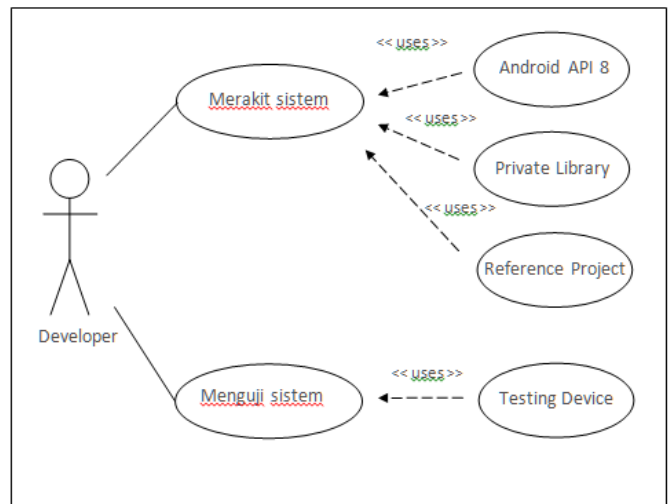 << uses >>
Android API 8
Merakit sistem
<< uses >>
Private Library
<< uses >>
Reference Project
Developer
<< uses >>
Menguji sistem
Testing Device